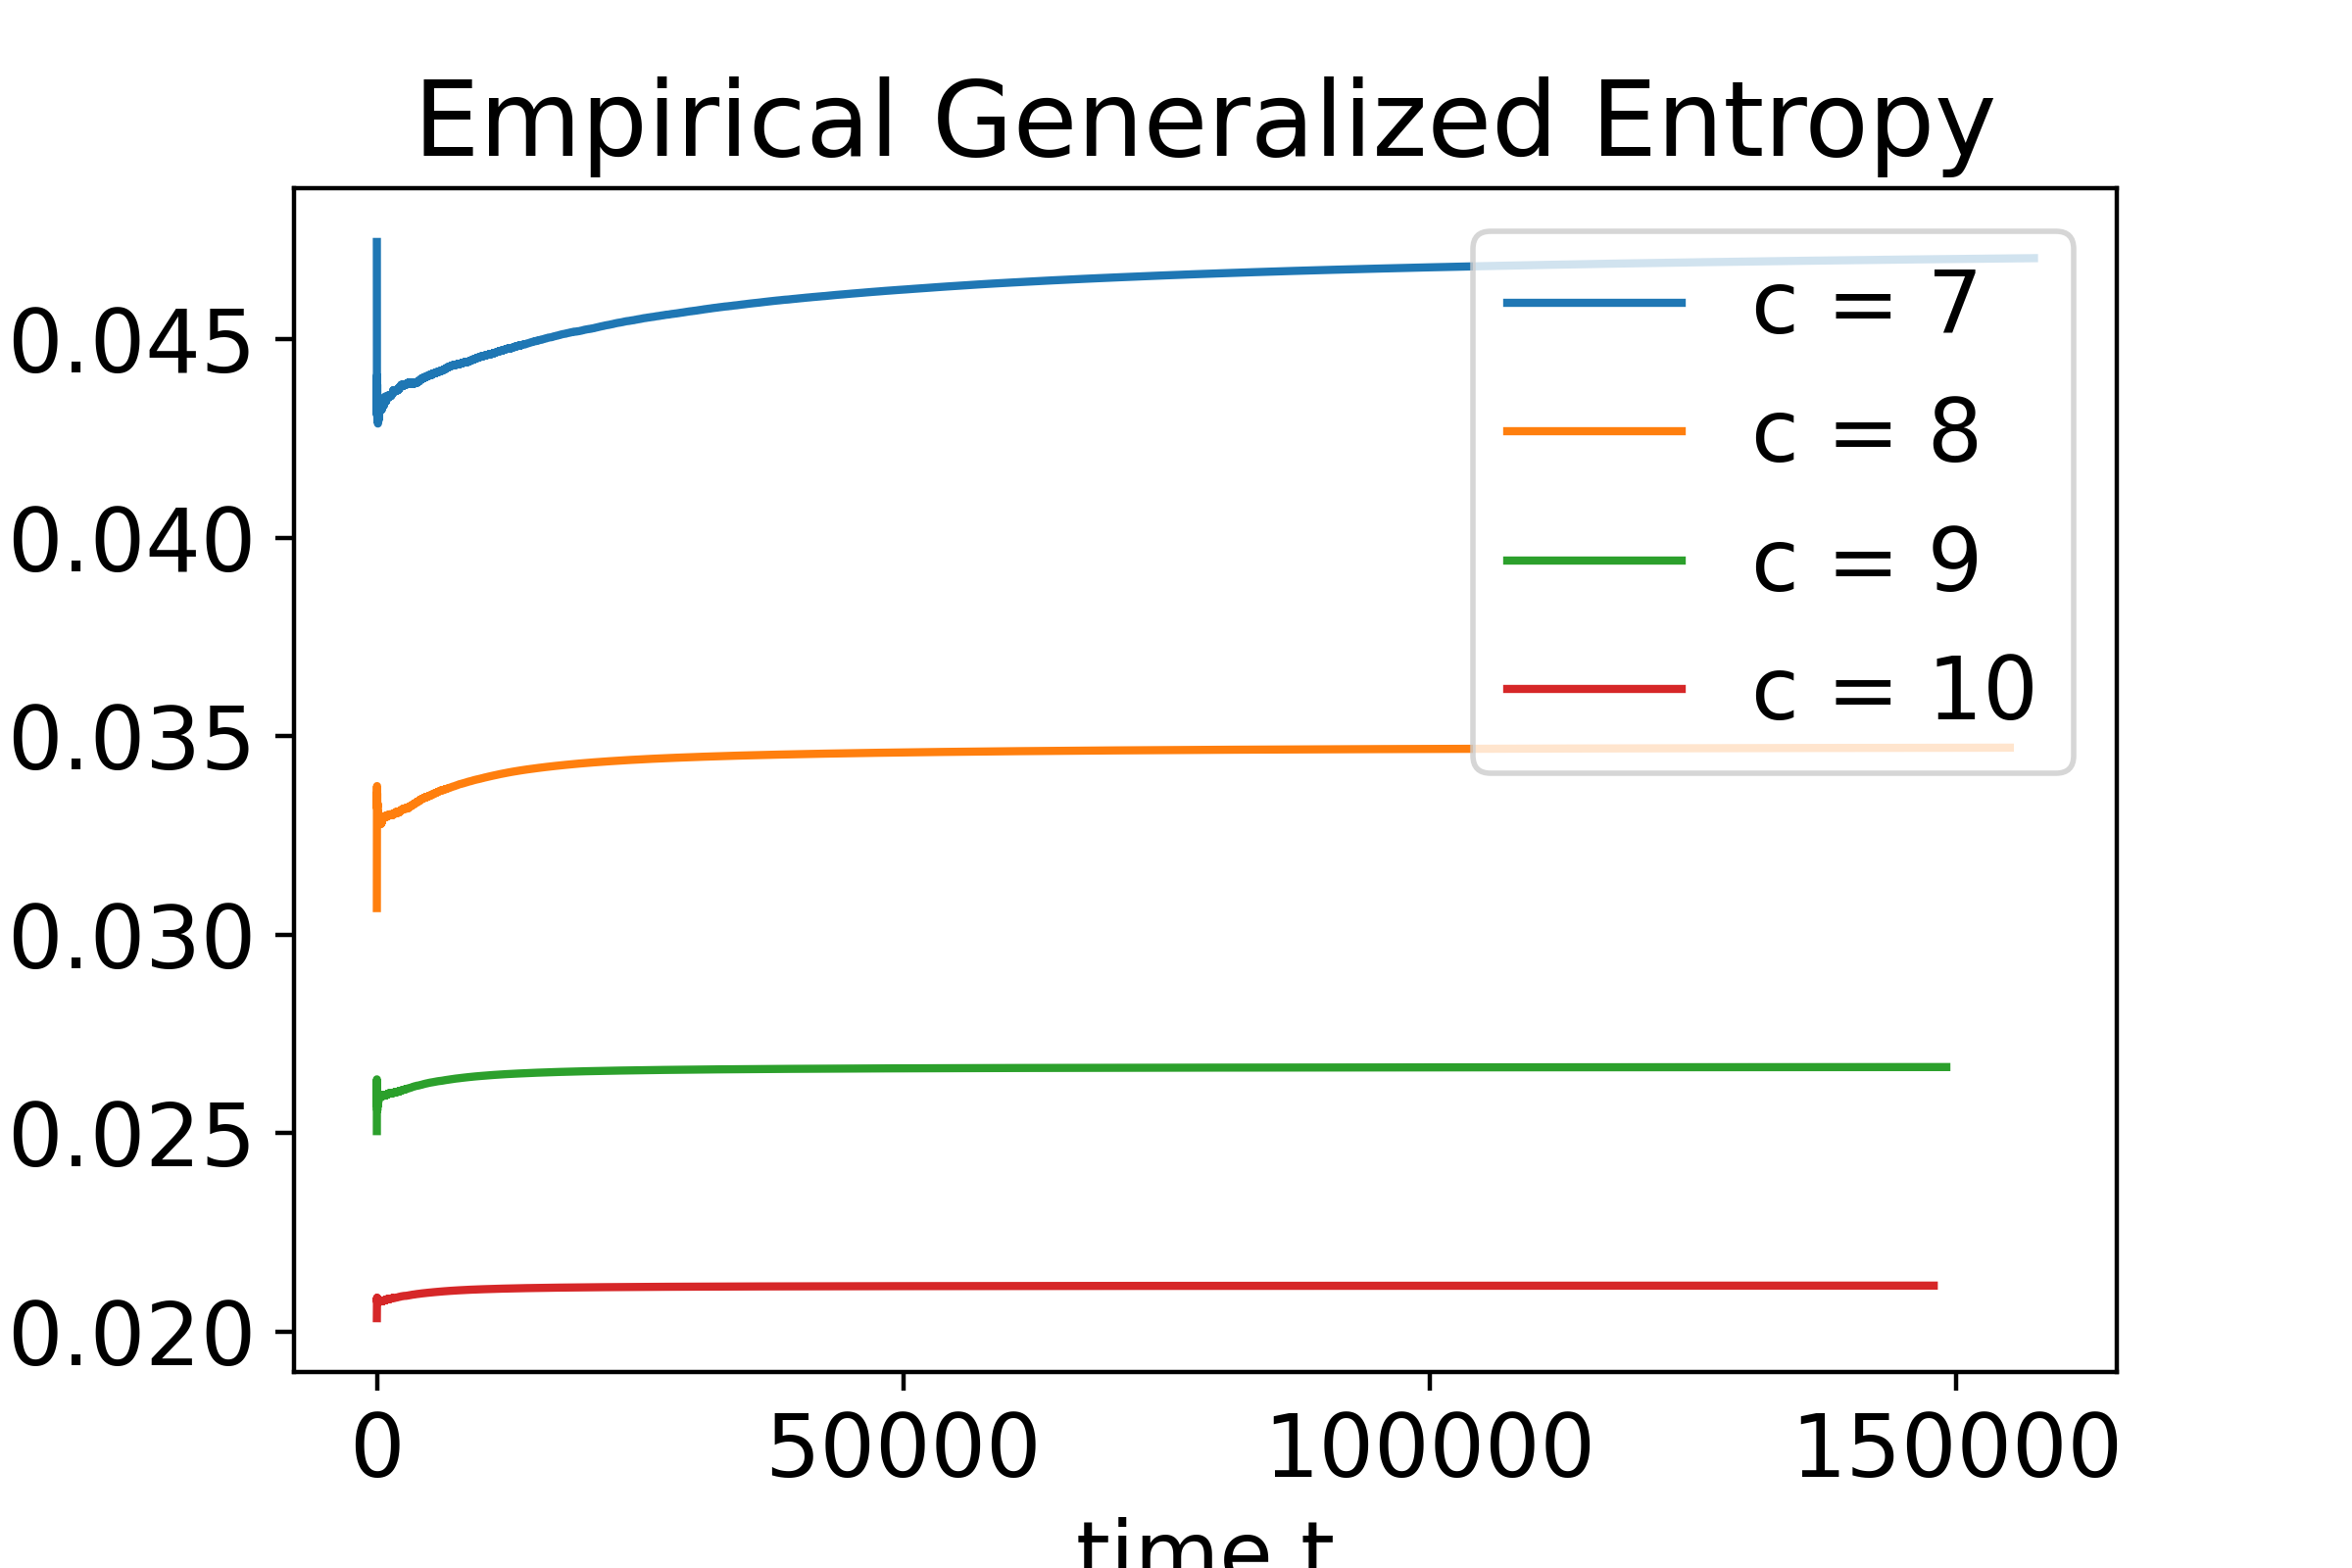 Empirical Generalized Entropy
0.045
0.040
0.035
0.030
0.025
0.020
c = 7
c = 8
c = 9
c = 10
0 50000 100000 150000
time t